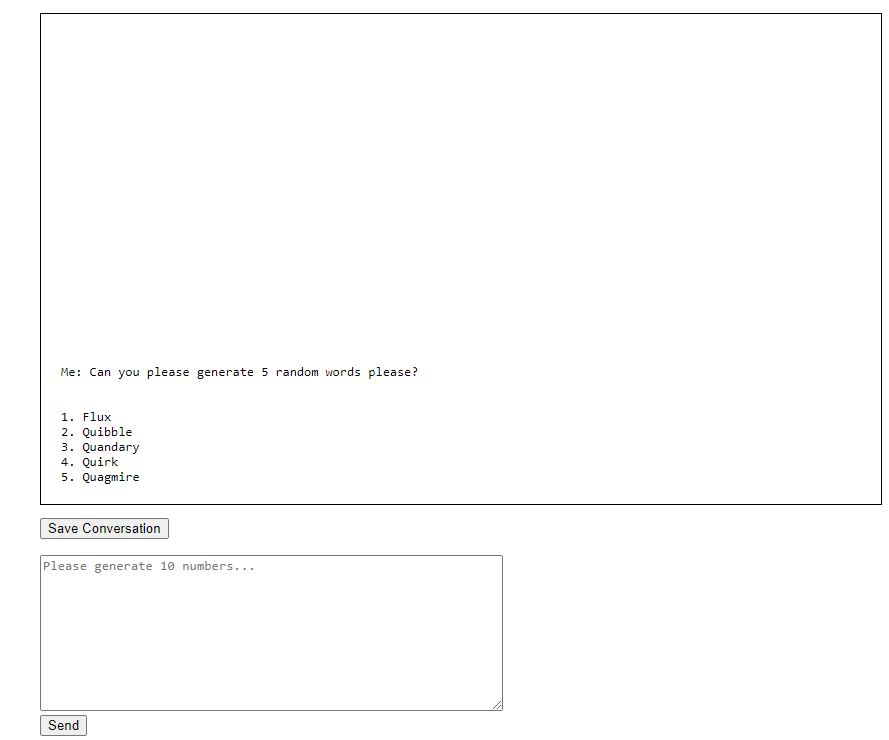 Me: Can you please generate 5 random words please?
1. Flux
2. Quibble
3. Quandary
4. Quirk
5. Quagmire
Save Conversation
Please generate 10 numbers...
Send